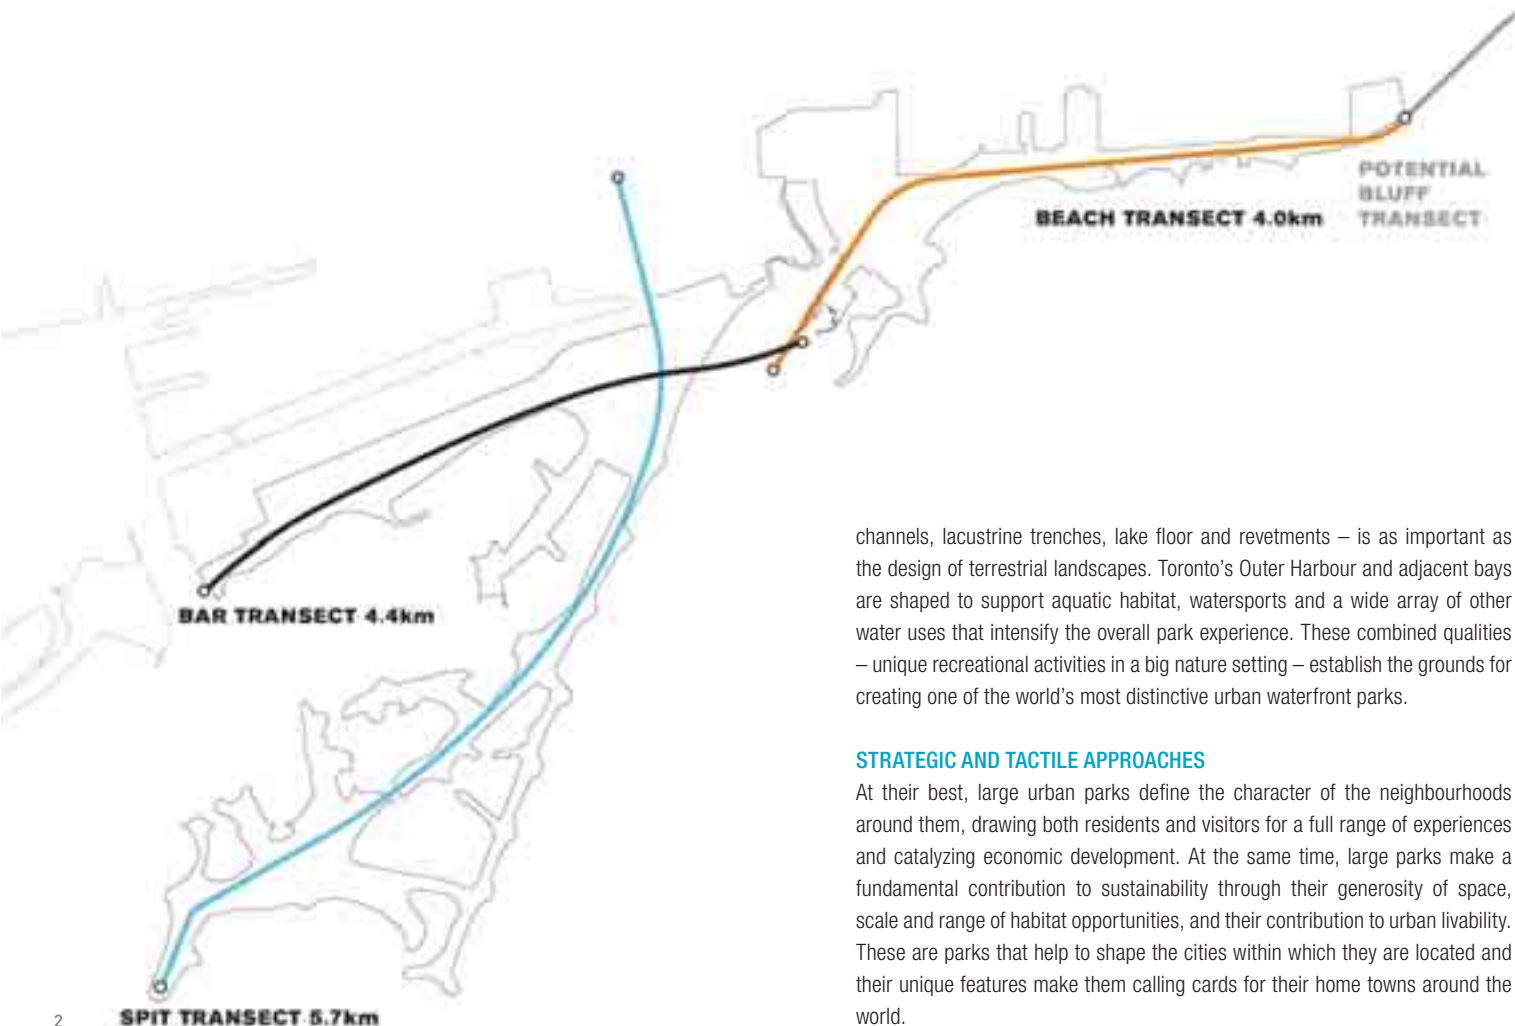 POTENTIAL
BLUFF
TRANSECT
BEACH TRANSECT 4.0km
BAR TRANSECT 4.4km
SPIT TRANSECT 5.7km
channels, lacustrine trenches, lake floor and revetments – is as important as
the design of terrestrial landscapes. Toronto’s Outer Harbour and adjacent bays
are shaped to support aquatic habitat, watersports and a wide array of other
water uses that intensify the overall park experience. These combined qualities
– unique recreational activities in a big nature setting – establish the grounds for
creating one of the world’s most distinctive urban waterfront parks.
STRATEGIC AND TACTILE APPROACHES
At their best, large urban parks define the character of the neighbourhoods
around them, drawing both residents and visitors for a full range of experiences
and catalyzing economic development. At the same time, large parks make a
fundamental contribution to sustainability through their generosity of space,
scale and range of habitat opportunities, and their contribution to urban livability.
These are parks that help to shape the cities within which they are located and
their unique features make them calling cards for their home towns around the
world.
2